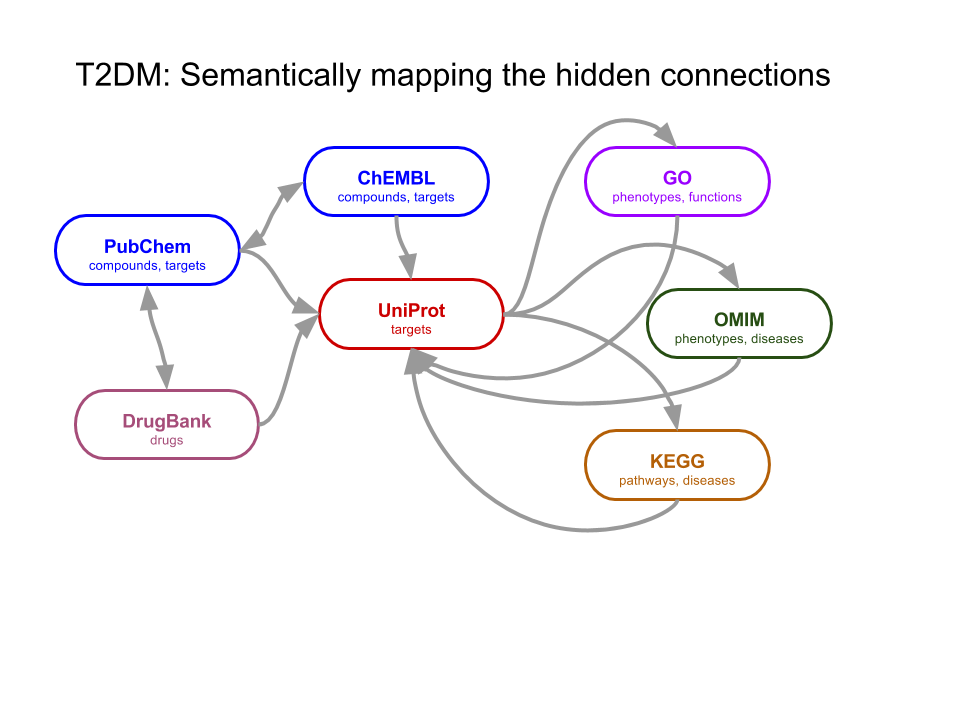 T2DM: Semantically mapping the hidden connections
ChEMBL
compounds, targets
GO
phenotypes, functions
PubChem
compounds, targets
UniProt
targets
OMIM
phenotypes, diseases
DrugBank
drugs
KEGG
pathways, diseases